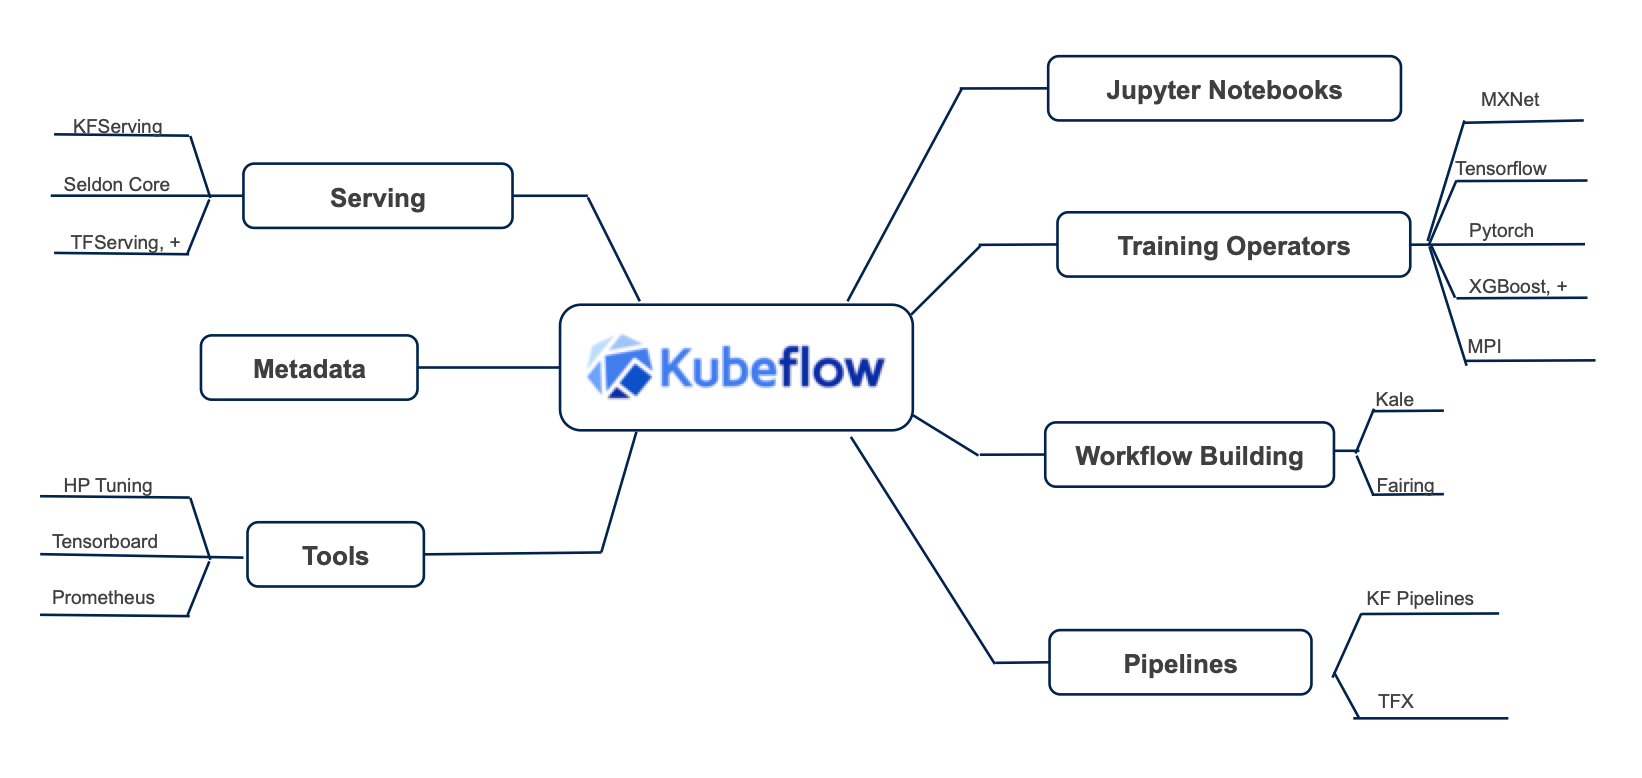 Jupyter Notebooks
MXNet
KFServing
Tensorflow
Seldon Core
Serving
Pytorch
TFServing, +
Training Operators
XGBoost, +
MPI
Metadata
Kubeflow
Kale
Workflow Building
HP Tuning
Fairing
Tensorboard
Tools
Prometheus
KF Pipelines
Pipelines
TFX